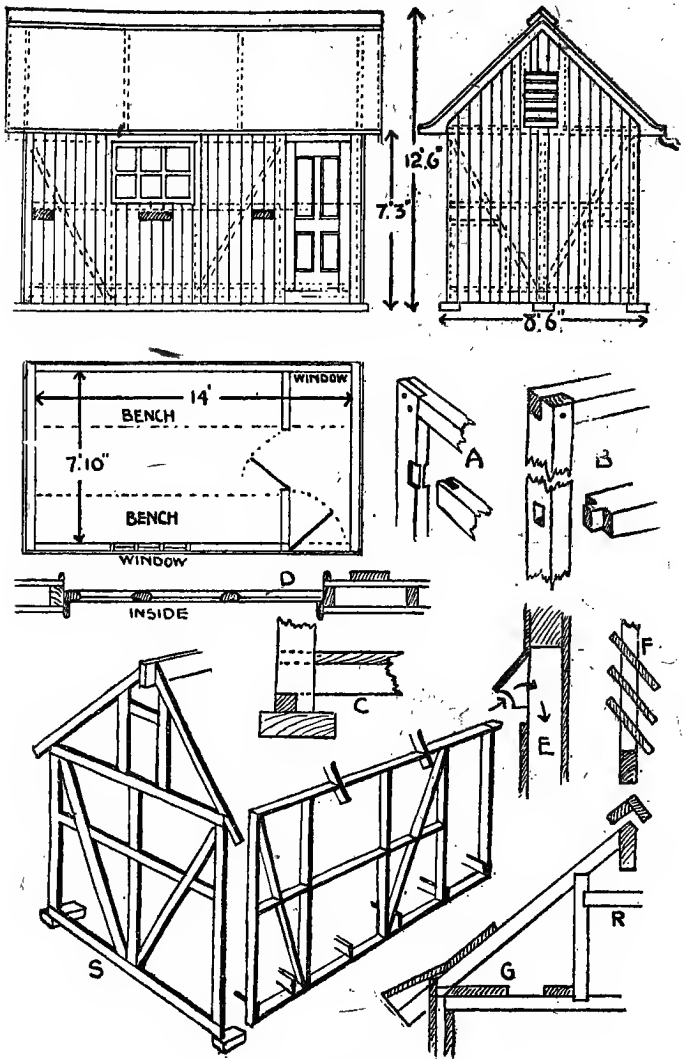 12'.6"
7'.3"
8'.6"
WINDOW
14'
BENCH
7'.10"
BENCH
WINDOW
A
B
D
INSIDE
C
E
F
S
G
R